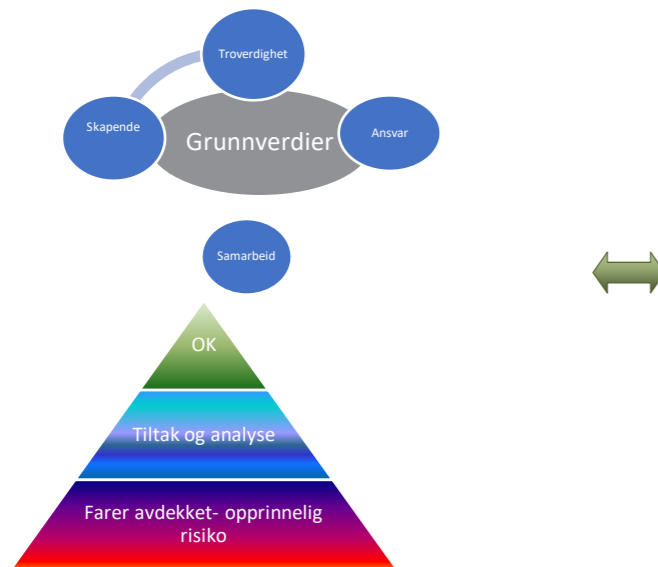 Troverdighet
Skapende
Grunnverdier
Ansvar
Samarbeid
OK
Tiltak og analyse
Farer avdekket- opprinnelig
risiko